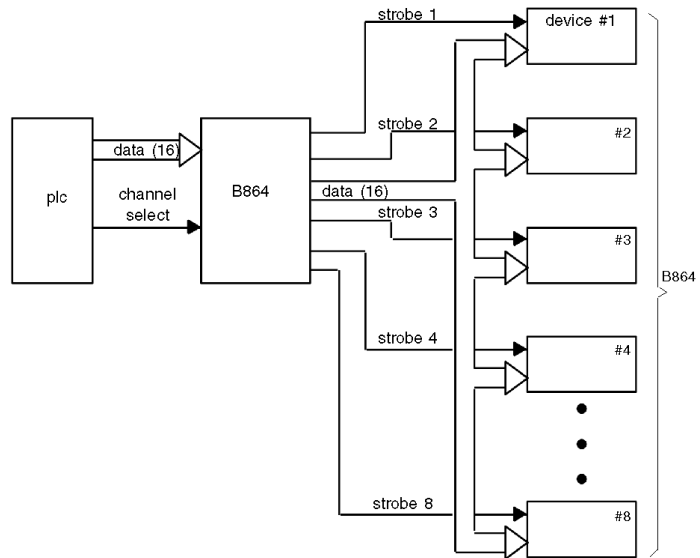 strobe 1
device #1
strobe 2
#2
data (16)
plc
channel
select
B864
data (16)
strobe 3
#3
B864
strobe 4
#4
strobe 8
#8